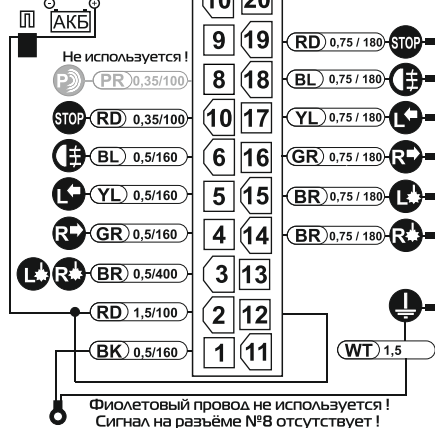 10 20
АКБ
Не используется !
9 19 RD 0,75 / 180 STOP
P PR 0,35/100 8 18 BL 0,75 / 180
STOP RD 0,35/100 10 17 YL 0,75 / 180 L
BL 0,5/160 6 16 GR 0,75 / 180 R
L YL 0,5/160 5 15 BR 0,75 / 180 L
R GR 0,5/160 4 14 BR 0,75 / 180 R
L R BR 0,5/400 3 13
RD 1,5/100 2 12
BK 0,5/160 1 11 WT 1,5
Фиолетовый провод не используется !
Сигнал на разъёме №8 отсутствует !